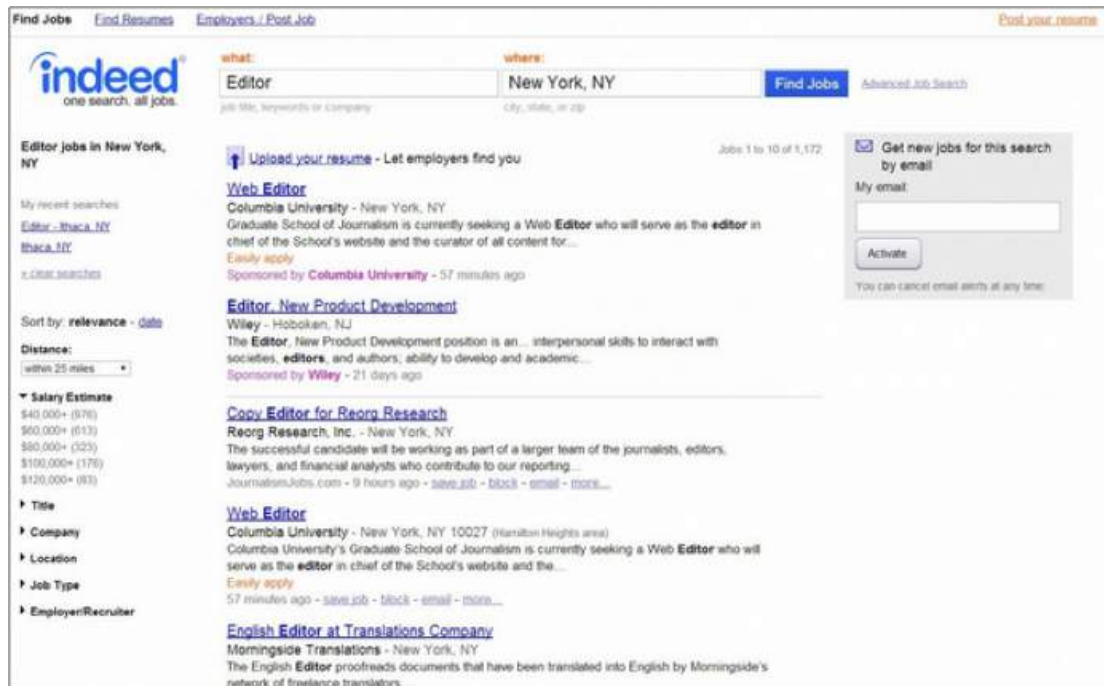 Find Jobs Find Resumes Employers / Post Job Post your resume
indeed
one search. all jobs.
what: where:
Editor New York, NY Find Jobs Advanced Job Search
job title, keywords or company city, state, or zip
Editor jobs in New York,
NY
My recent searches
Editor - Ithaca, NY
Ithaca, NY
» clear searches
Sort by: relevance - date
Distance:
within 25 miles
Salary Estimate
$40,000+ (976)
$60,000+ (613)
$80,000+ (323)
$100,000+ (176)
$120,000+ (83)
Title
Company
Location
Job Type
Employer/Recruiter
Upload your resume - Let employers find you Jobs 1 to 10 of 1,172
Web Editor
Columbia University - New York, NY
Graduate School of Journalism is currently seeking a Web Editor who will serve as the editor in
chief of the School's website and the curator of all content for...
Easily apply
Sponsored by Columbia University - 57 minutes ago
Editor, New Product Development
Wiley - Hoboken, NJ
The Editor, New Product Development position is an... interpersonal skills to interact with
societies, editors, and authors; ability to develop and academic...
Sponsored by Wiley - 21 days ago
Copy Editor for Reorg Research
Reorg Research, Inc. - New York, NY
The successful candidate will be working as part of a larger team of the journalists, editors,
lawyers, and financial analysts who contribute to our reporting...
JournalismJobs.com - 9 hours ago - save job - block - email - more...
Web Editor
Columbia University - New York, NY 10027 (Hamilton Heights area)
Columbia University's Graduate School of Journalism is currently seeking a Web Editor who will
serve as the editor in chief of the School's website and the...
Easily apply
57 minutes ago - save job - block - email - more...
English Editor at Translations Company
Morningside Translations - New York, NY
The English Editor proofreads documents that have been translated into English by Morningside's
network of freelance translators...
Get new jobs for this search
by email
My email:
Activate
You can cancel email alerts at any time.